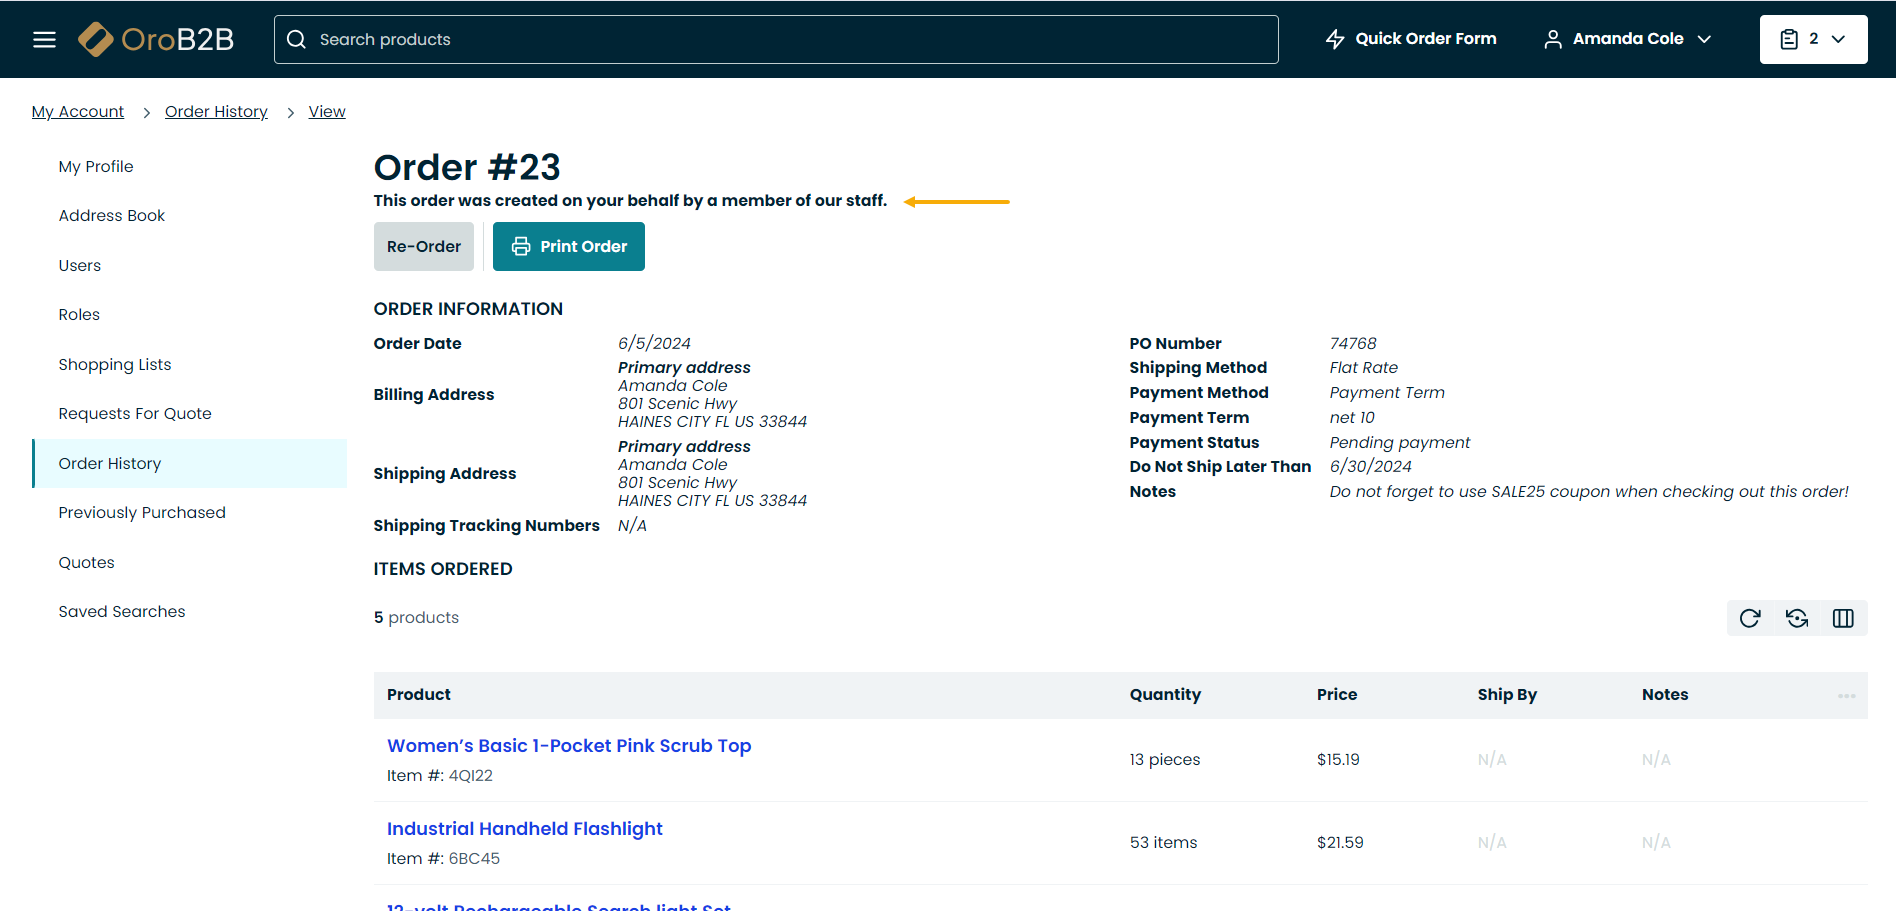 OroB2B
Search products
Quick Order Form
Amanda Cole
2
My Account > Order History > View
My Profile
Address Book
Users
Roles
Shopping Lists
Requests For Quote
Order History
Previously Purchased
Quotes
Saved Searches
Order #23
This order was created on your behalf by a member of our staff.
Re-Order
Print Order
ORDER INFORMATION
Order Date 6/5/2024
Billing Address
Primary address
Amanda Cole
801 Scenic Hwy
HAINES CITY FL US 33844
Shipping Address
Primary address
Amanda Cole
801 Scenic Hwy
HAINES CITY FL US 33844
Shipping Tracking Numbers N/A
PO Number 74768
Shipping Method Flat Rate
Payment Method Payment Term
Payment Term net 10
Payment Status Pending payment
Do Not Ship Later Than 6/30/2024
Notes Do not forget to use SALE25 coupon when checking out this order!
ITEMS ORDERED
5 products
Product Quantity Price Ship By Notes
Women's Basic 1-Pocket Pink Scrub Top
Item #: 4QI22
13 pieces $15.19 N/A N/A
Industrial Handheld Flashlight
Item #: 6BC45
53 items $21.59 N/A N/A
12-volt Rechargeable Search light Set